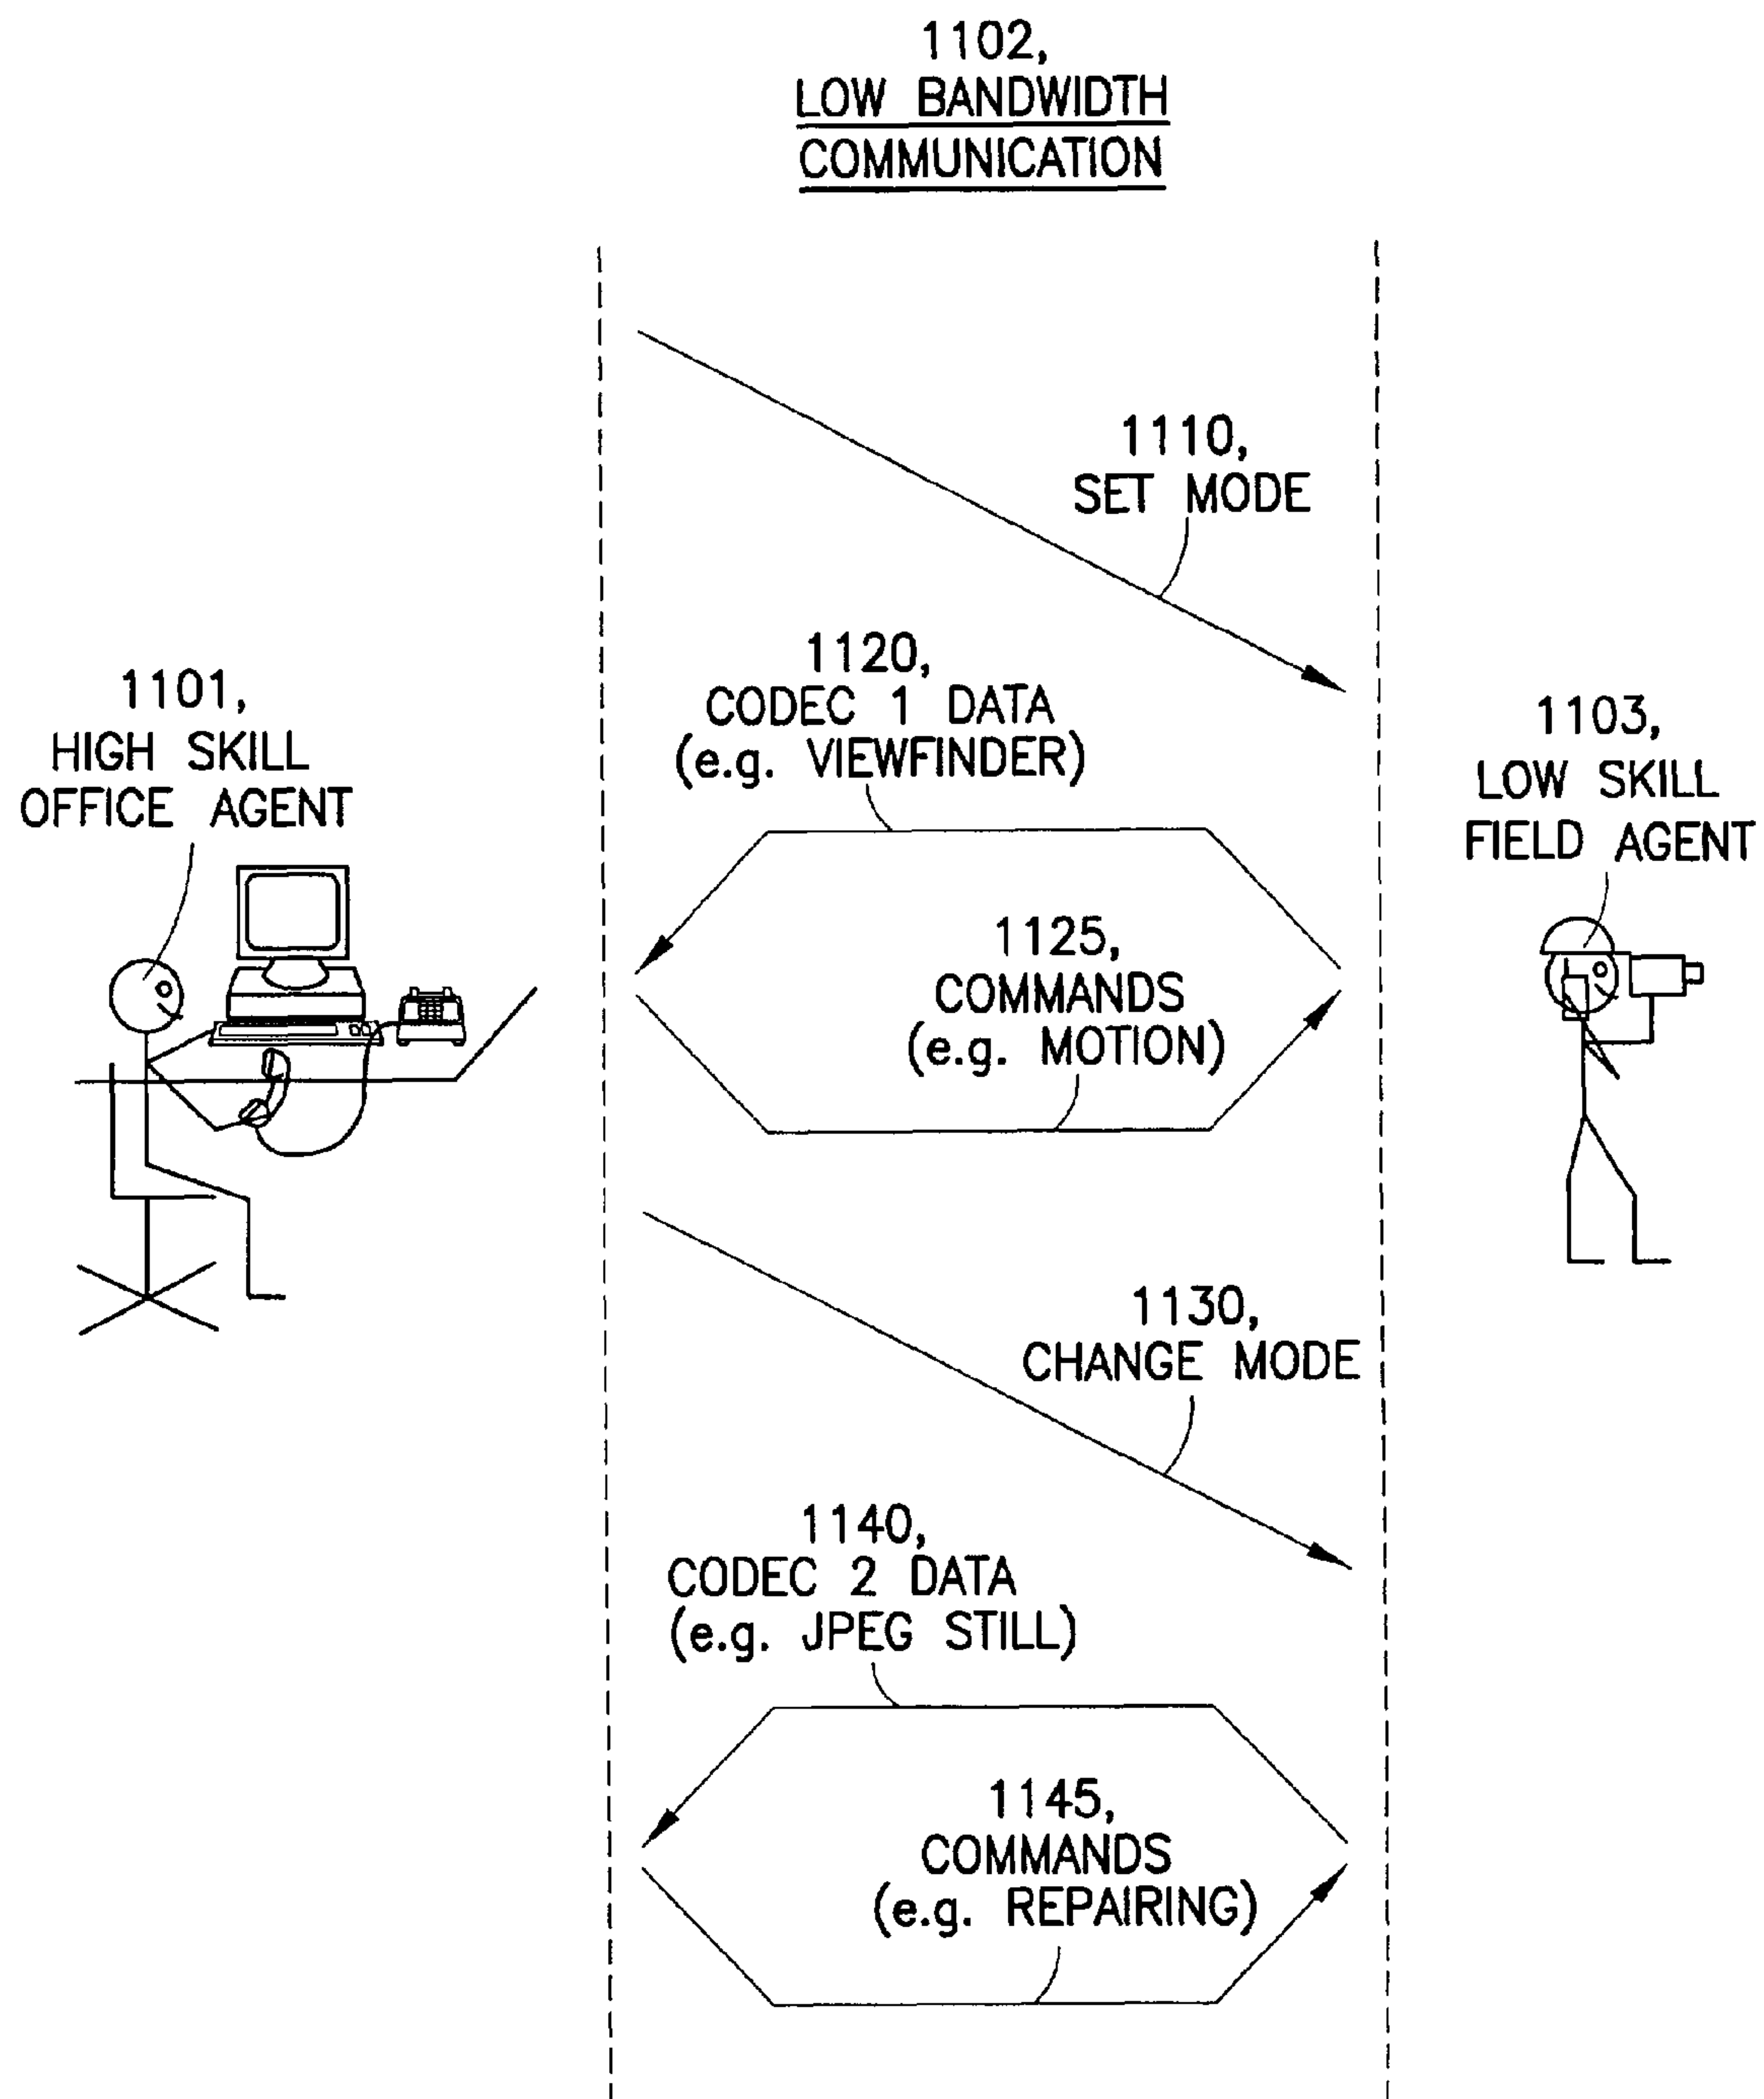 1102,
LOW BANDWIDTH
COMMUNICATION
1110,
SET MODE
1120,
CODEC 1 DATA
(e.g. VIEWFINDER)
1101,
HIGH SKILL
OFFICE AGENT
1103,
LOW SKILL
FIELD AGENT
1125,
COMMANDS
(e.g. MOTION)
1130,
CHANGE MODE
1140,
CODEC 2 DATA
(e.g. JPEG STILL)
1145,
COMMANDS
(e.g. REPAIRING)